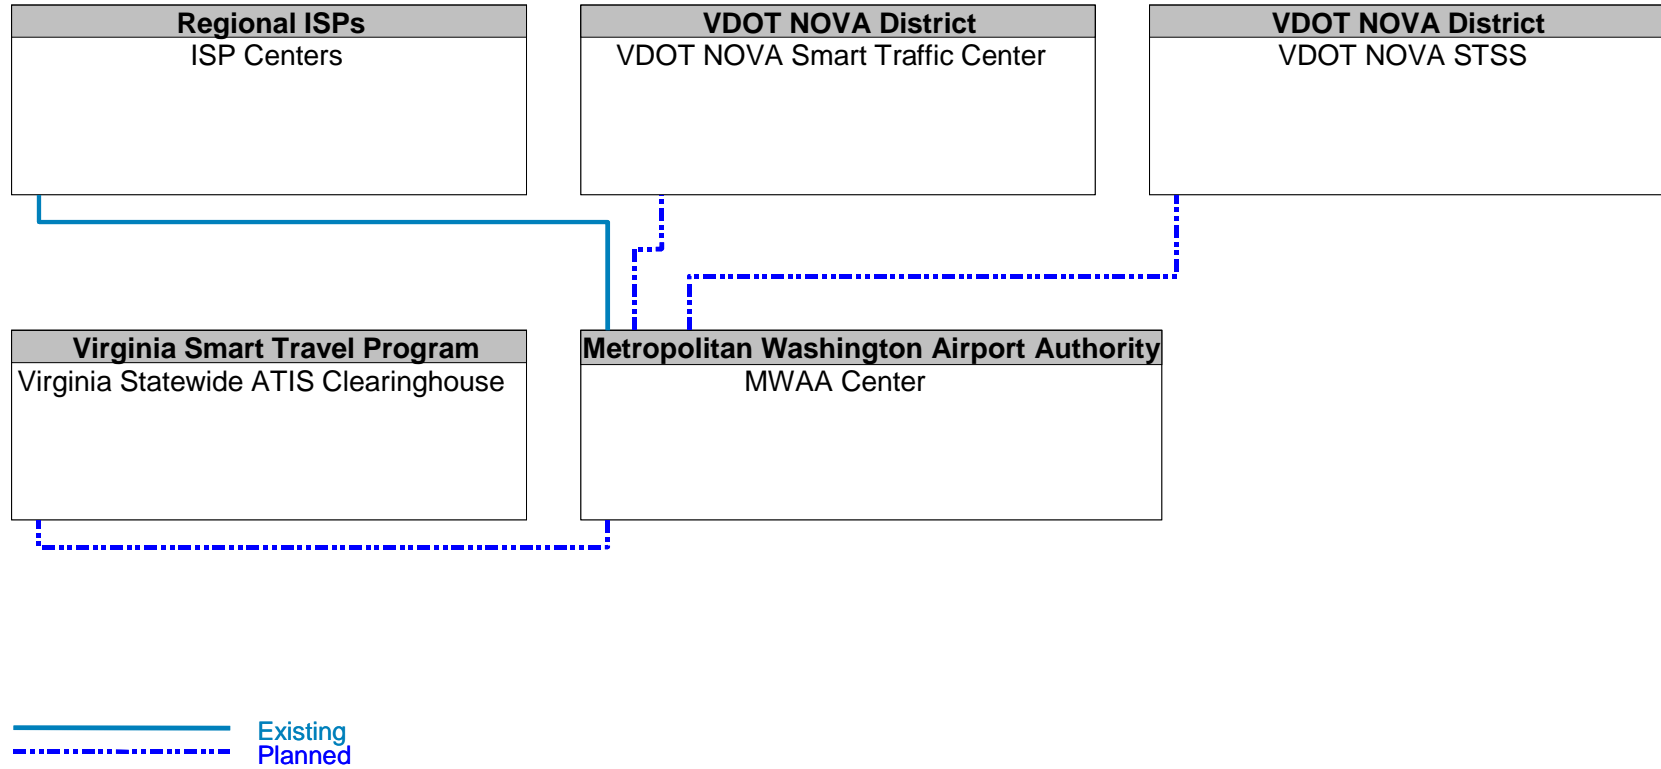 Regional ISPs
ISP Centers
VDOT NOVA District
VDOT NOVA Smart Traffic Center
VDOT NOVA District
VDOT NOVA STSS
Virginia Smart Travel Program
Virginia Statewide ATIS Clearinghouse
Metropolitan Washington Airport Authority
MWAA Center
Existing
Planned